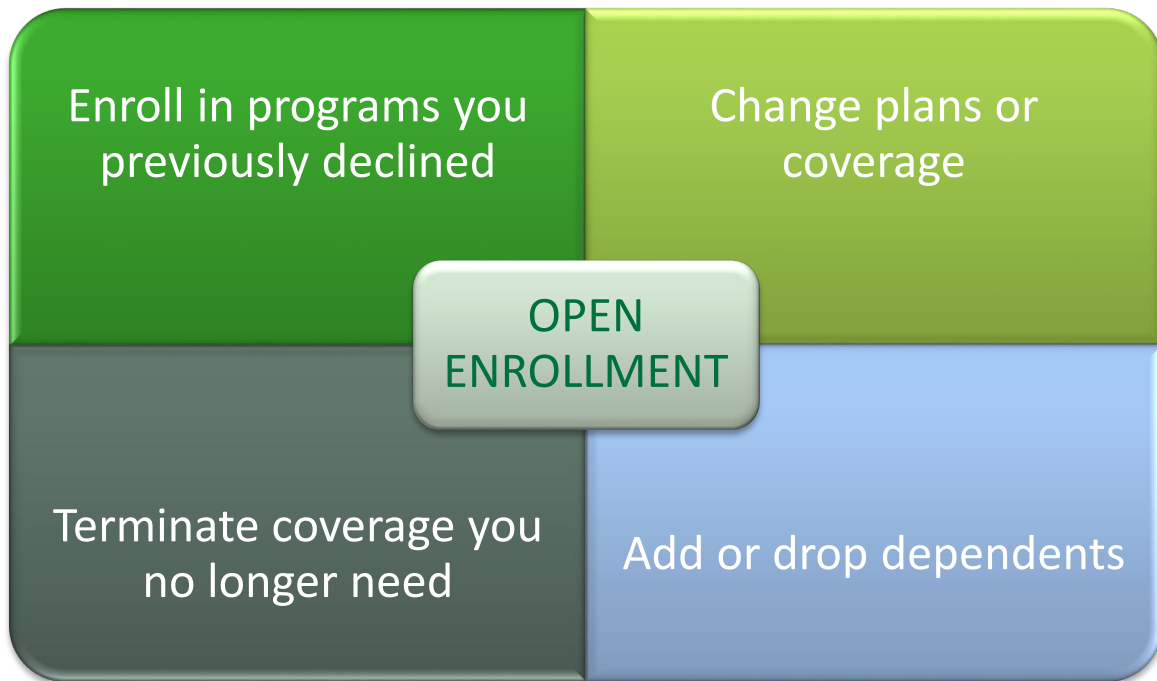 Enroll in programs you
previously declined
Change plans or
coverage
OPEN
ENROLLMENT
Terminate coverage you
no longer need
Add or drop dependents